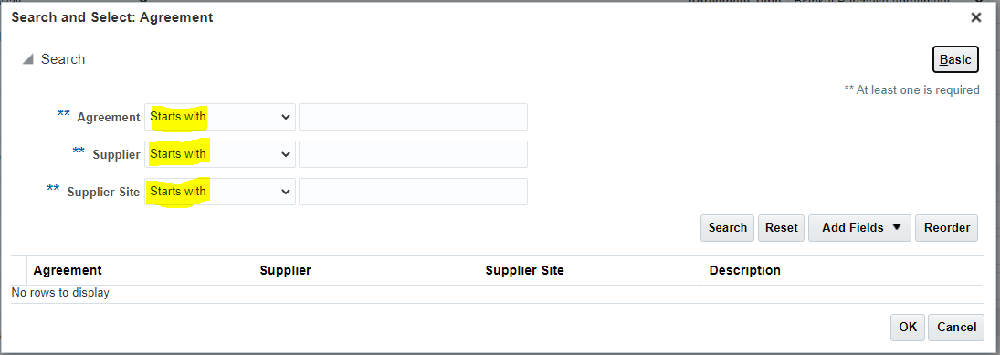 Search and Select: Agreement
Search
Basic
** At least one is required
** Agreement Starts with
** Supplier Starts with
** Supplier Site Starts with
Search Reset Add Fields Reorder
Agreement Supplier Supplier Site Description
No rows to display
OK Cancel